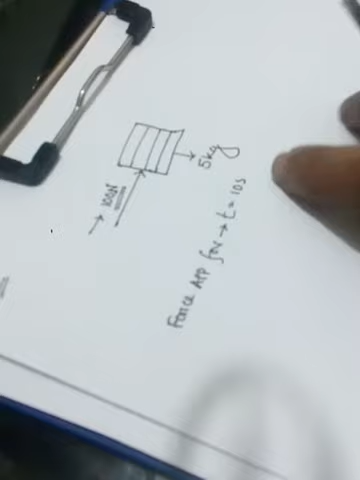 → 100N
→ 5kg
Force App for → t = 10s